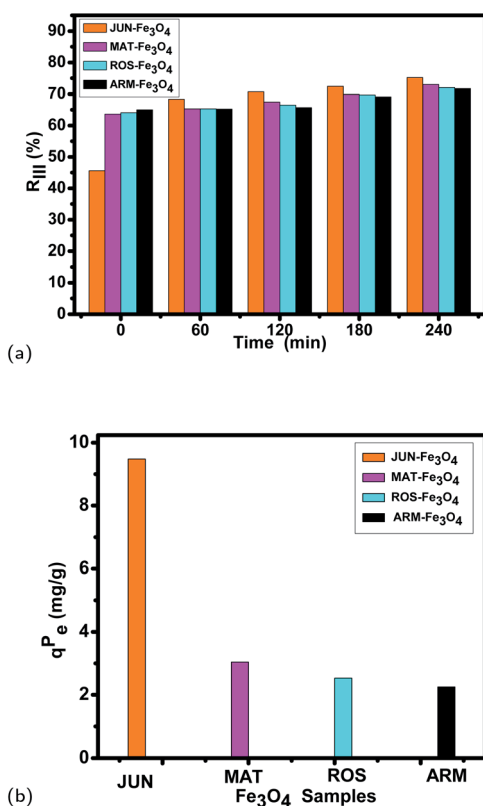 JUN-Fe₃O₄
MAT-Fe₃O₄
ROS-Fe₃O₄
ARM-Fe₃O₄
R_III (%)
90
80
70
60
50
40
30
20
10
0
0 60 120 180 240
Time (min)
(a)
JUN-Fe₃O₄
MAT-Fe₃O₄
ROS-Fe₃O₄
ARM-Fe₃O₄
q^P_e (mg/g)
10
8
6
4
2
0
JUN MAT ROS ARM
Fe₃O₄ Samples
(b)